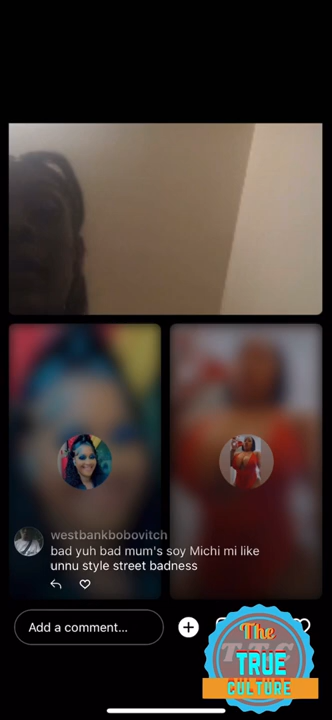 westbankbobovitch
bad yuh bad mum's soy Michi mi like
unnu style street badness
Add a comment...
The
T.T.C
TRUE
CULTURE